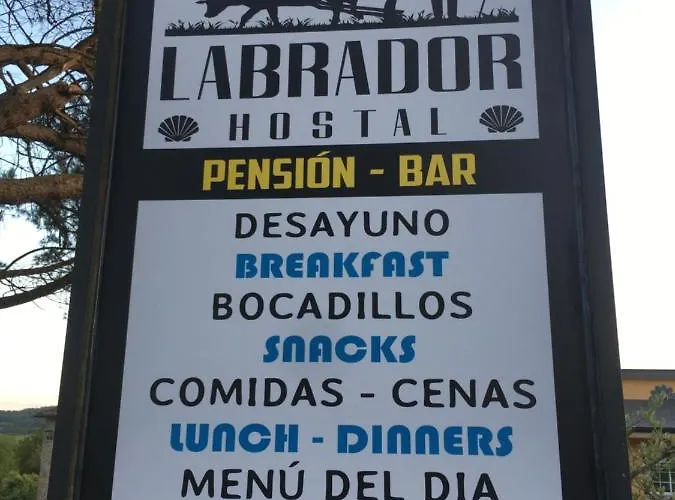 LABRADOR
HOSTAL
PENSIÓN - BAR
DESAYUNO
BREAKFAST
BOCADILLOS
SNACKS
COMIDAS - CENAS
LUNCH - DINNERS
MENÚ DEL DIA